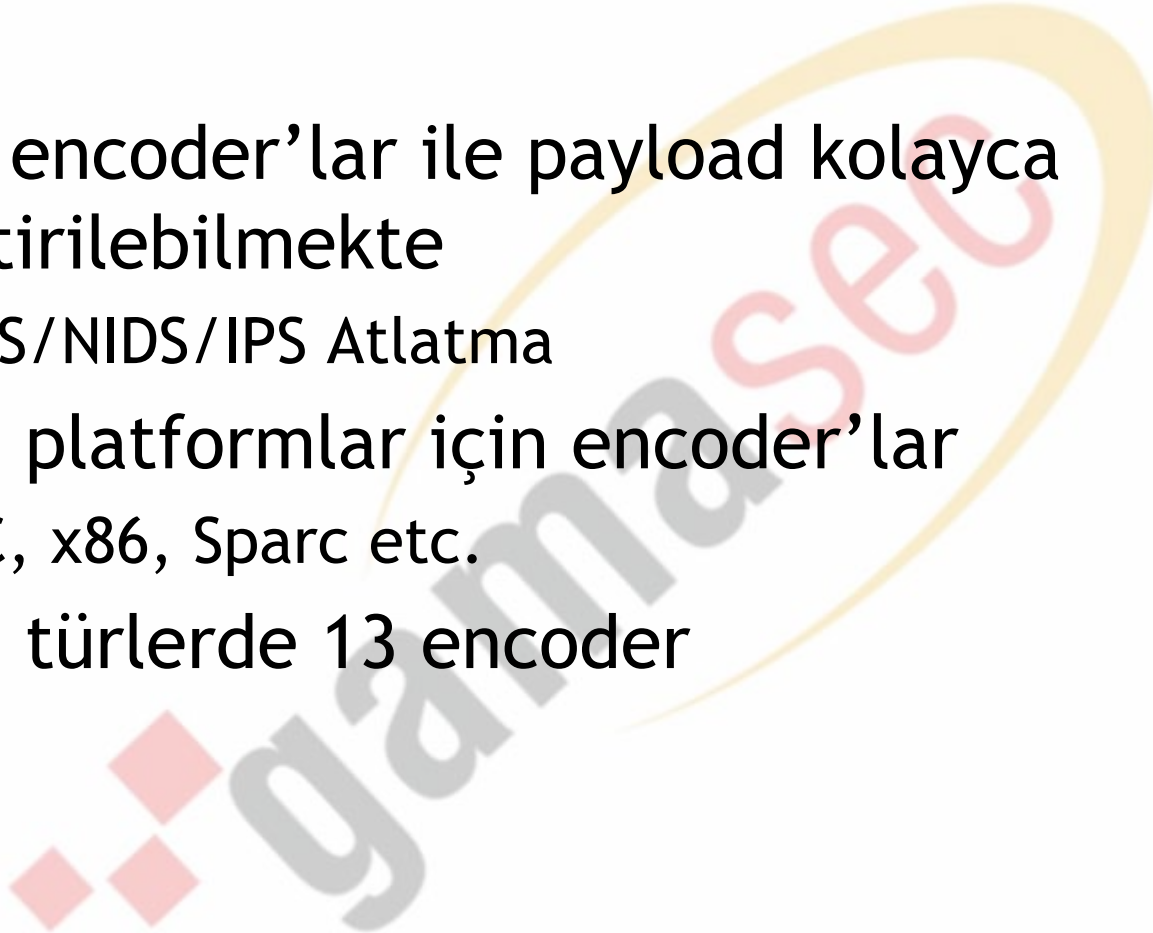 encoder’lar ile payload kolayca
tirilebilmekte
S/NIDS/IPS Atlatma
platformlar için encoder’lar
, x86, Sparc etc.
türlerde 13 encoder
gamasec